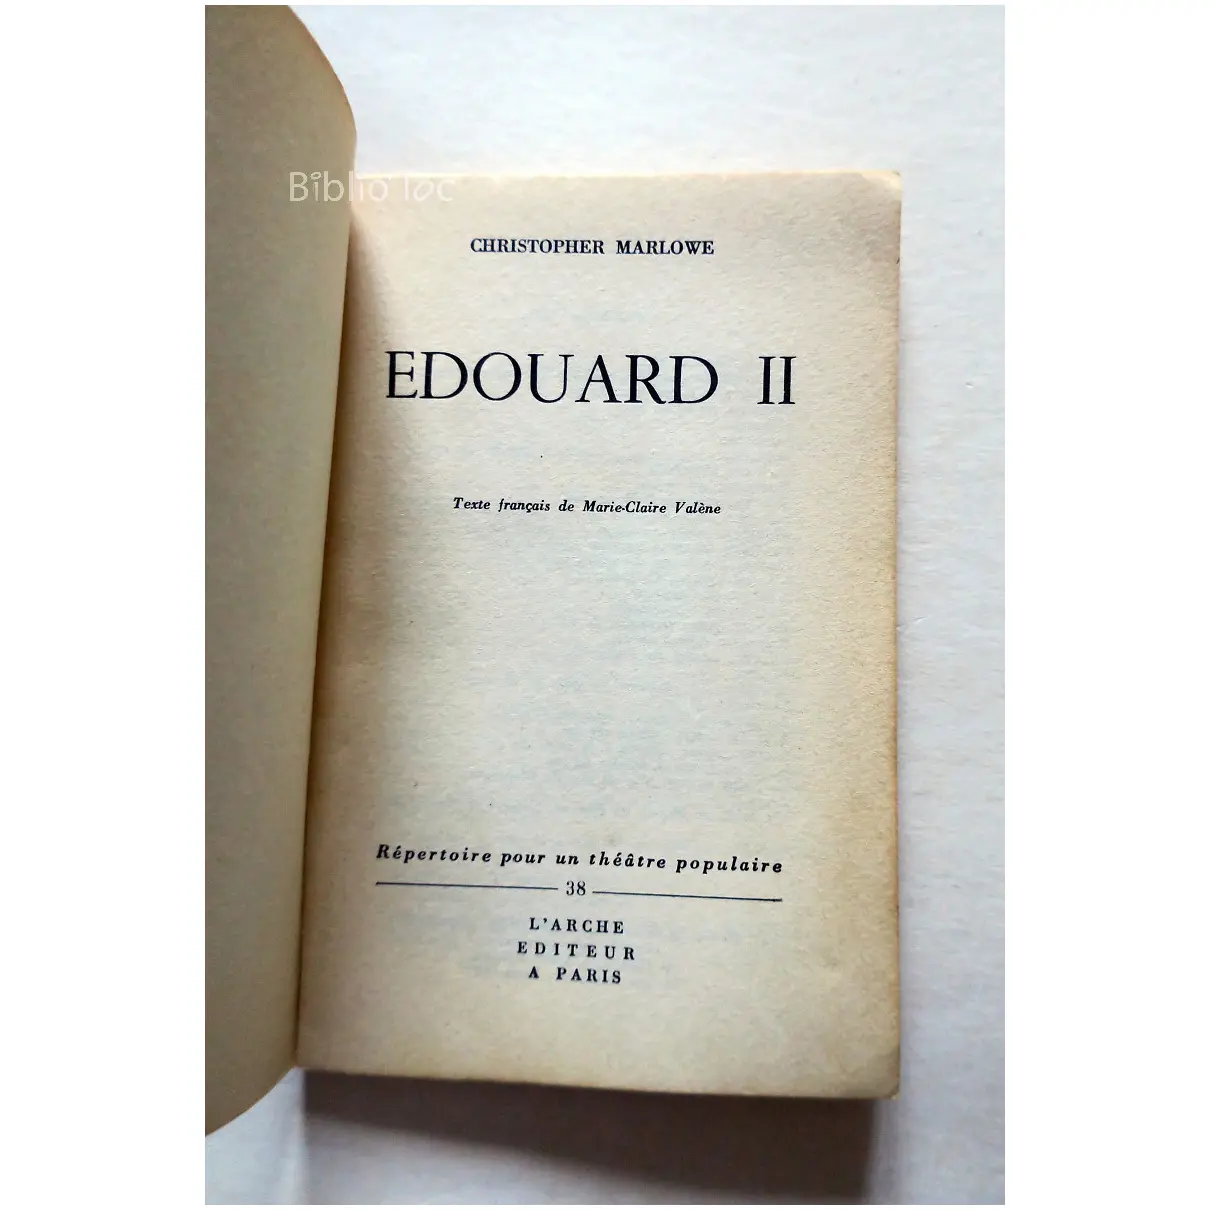 Biblio loc
CHRISTOPHER MARLOWE
EDOUARD II
Texte français de Marie-Claire Valène
Répertoire pour un théâtre populaire
38
L'ARCHE
EDITEUR
A PARIS